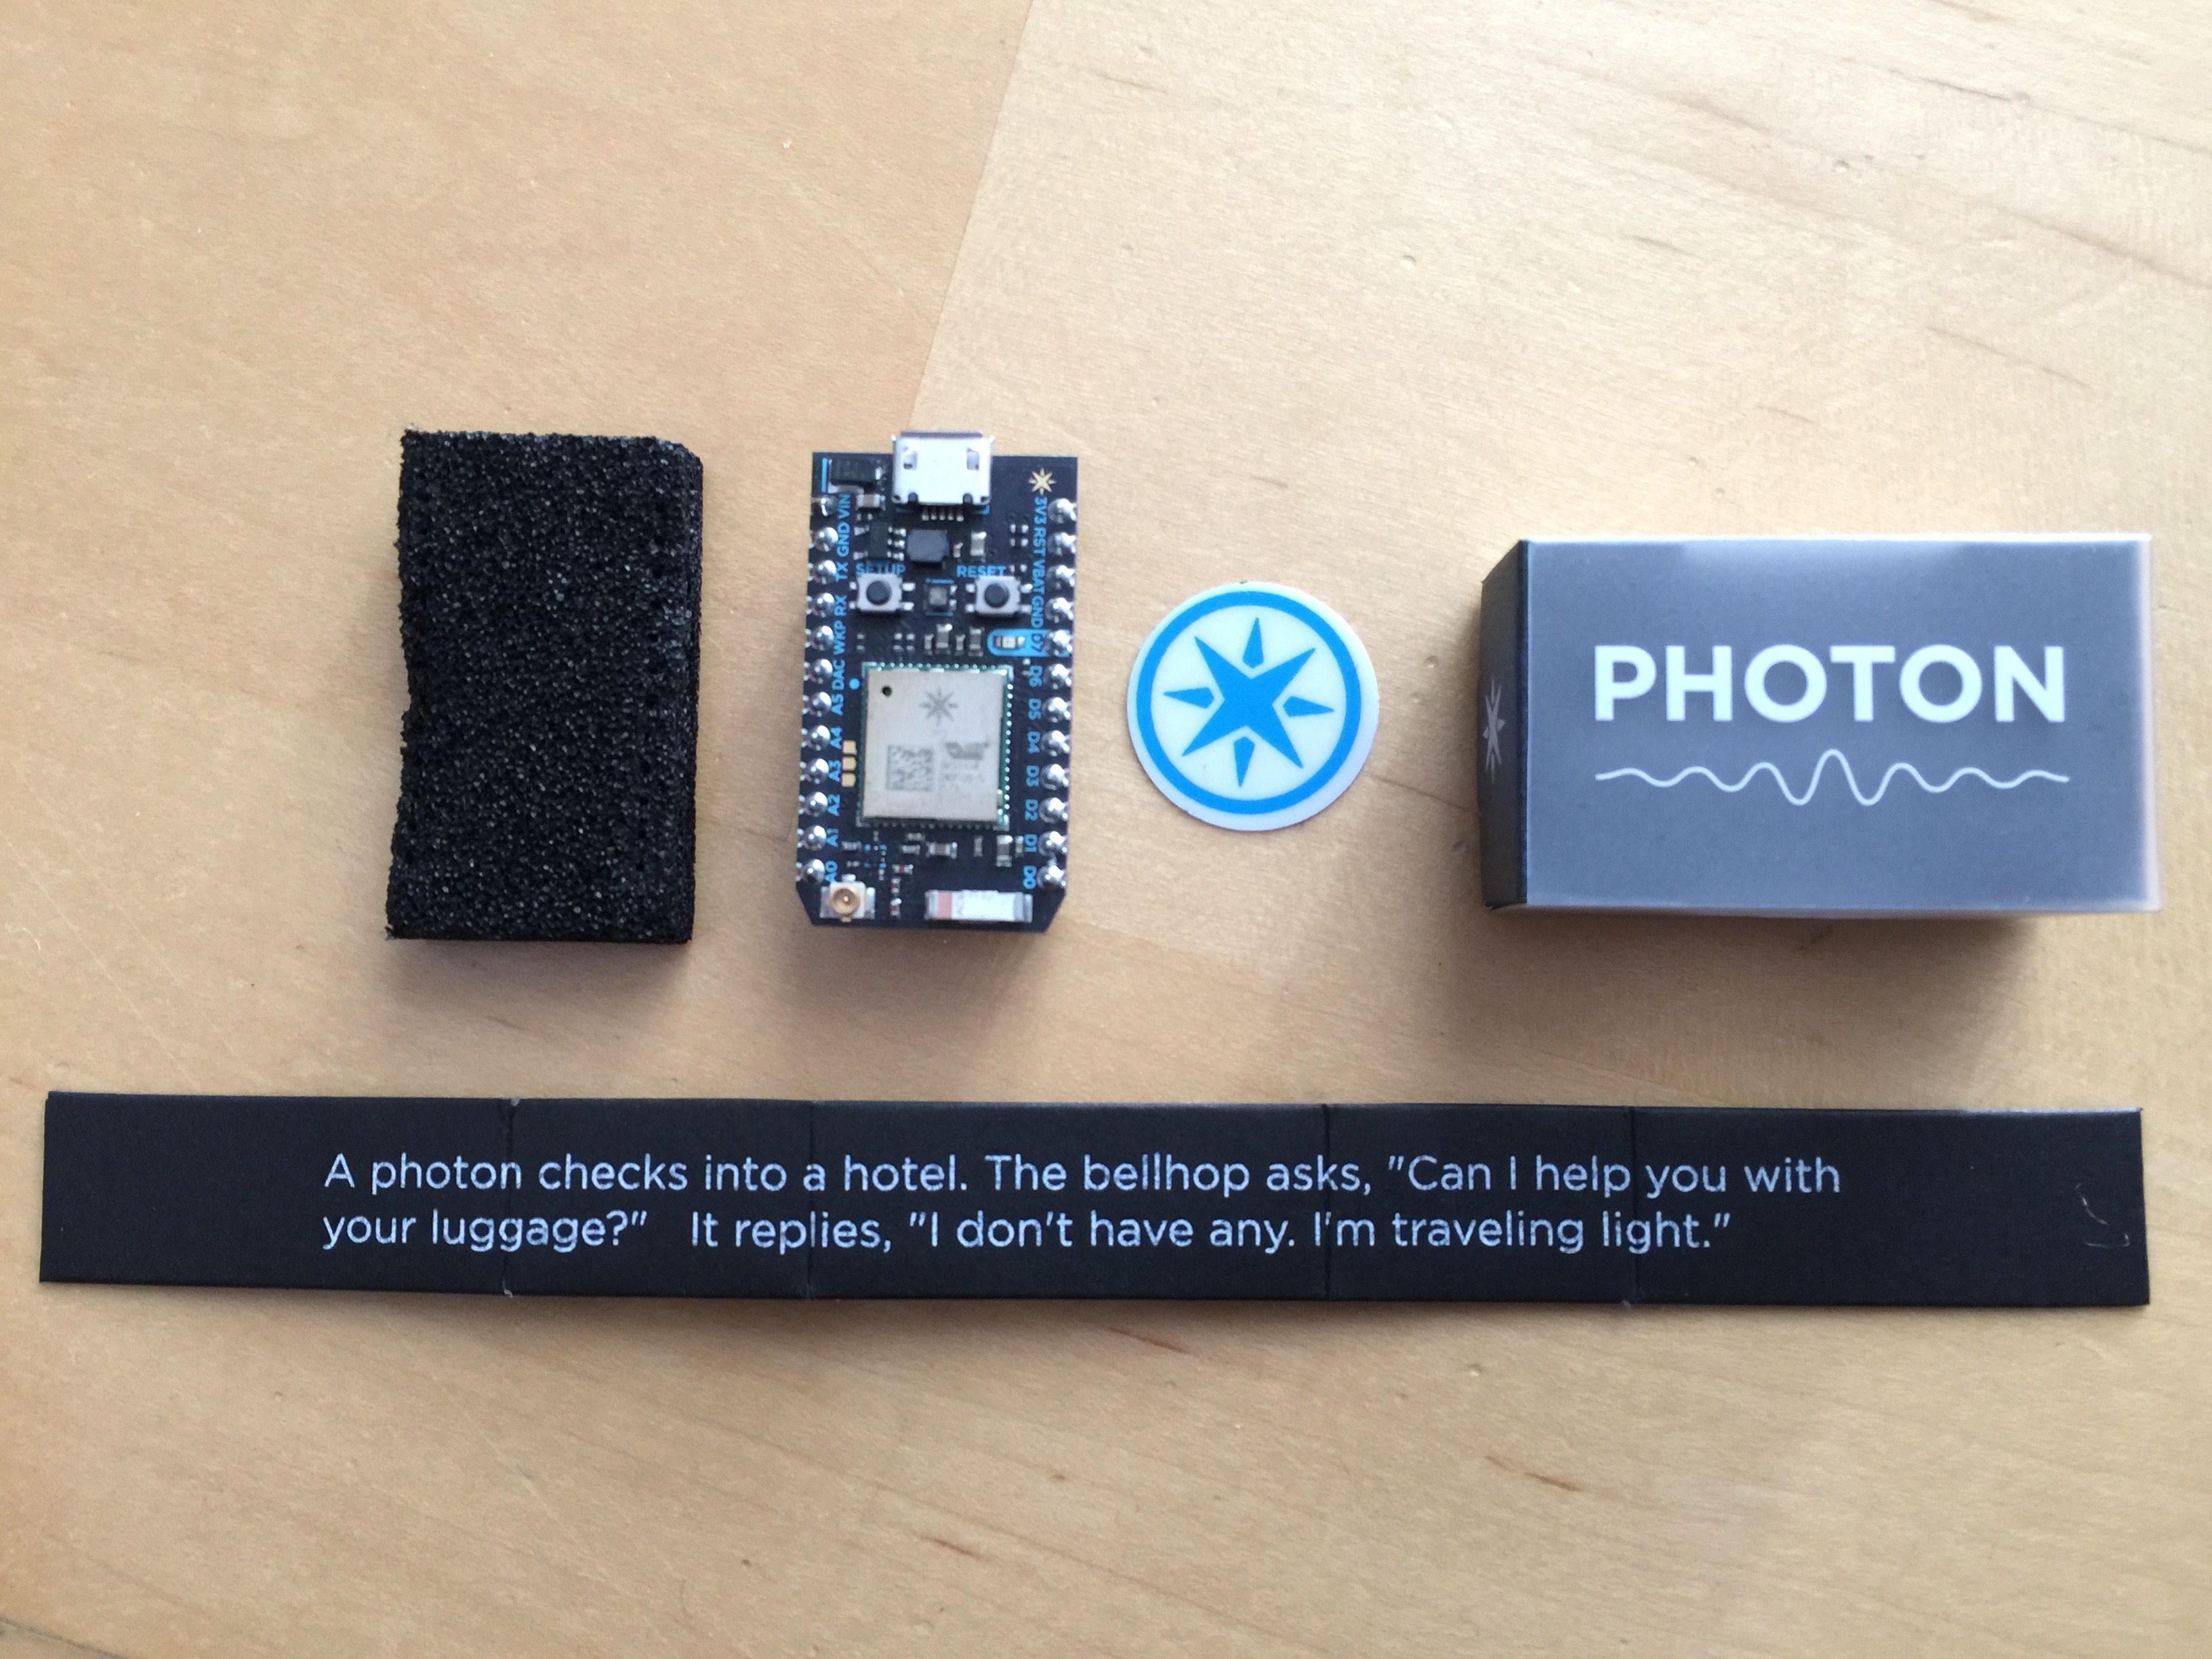 SETUP
RESET
VIN
GND
TX
RX
WKP
DAC
A5
A4
A3
A2
A1
A0
3V3
RST
VBAT
GND
D7
D6
D5
D4
D3
D2
D1
D0
PHOTON
A photon checks into a hotel. The bellhop asks, "Can I help you with
your luggage?" It replies, "I don't have any. I'm traveling light."